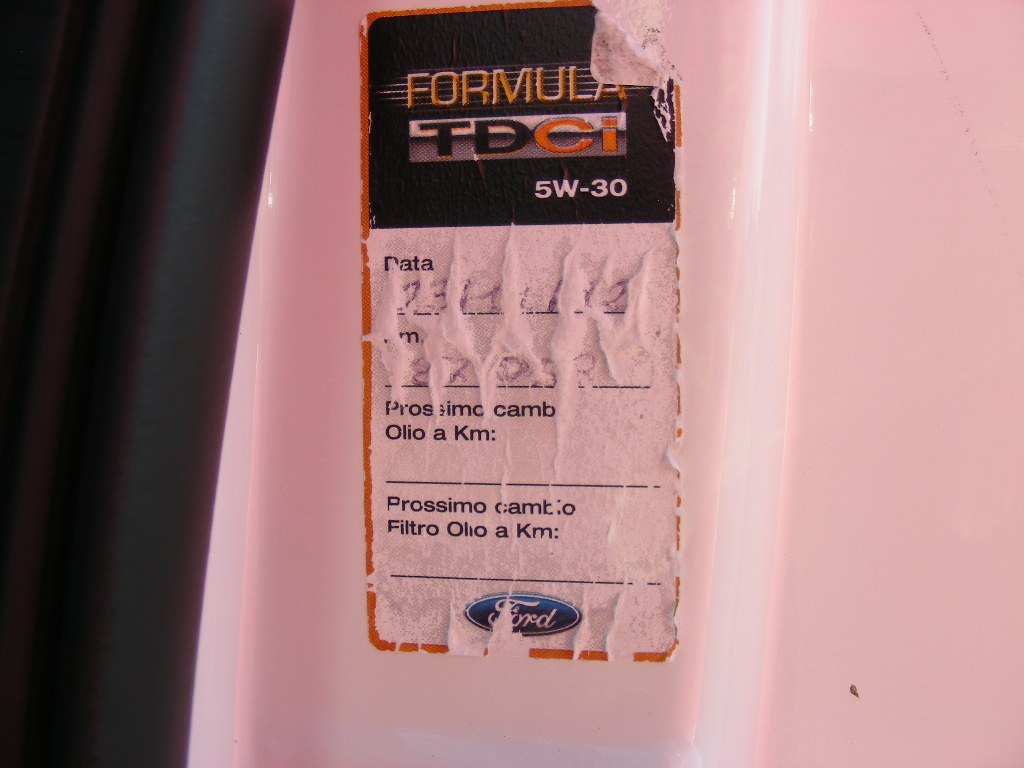 FORMULA
TDCi
5W-30
Data
Prossimo camb
Olio a Km:
Prossimo cambio
Filtro Olio a Km:
Ford